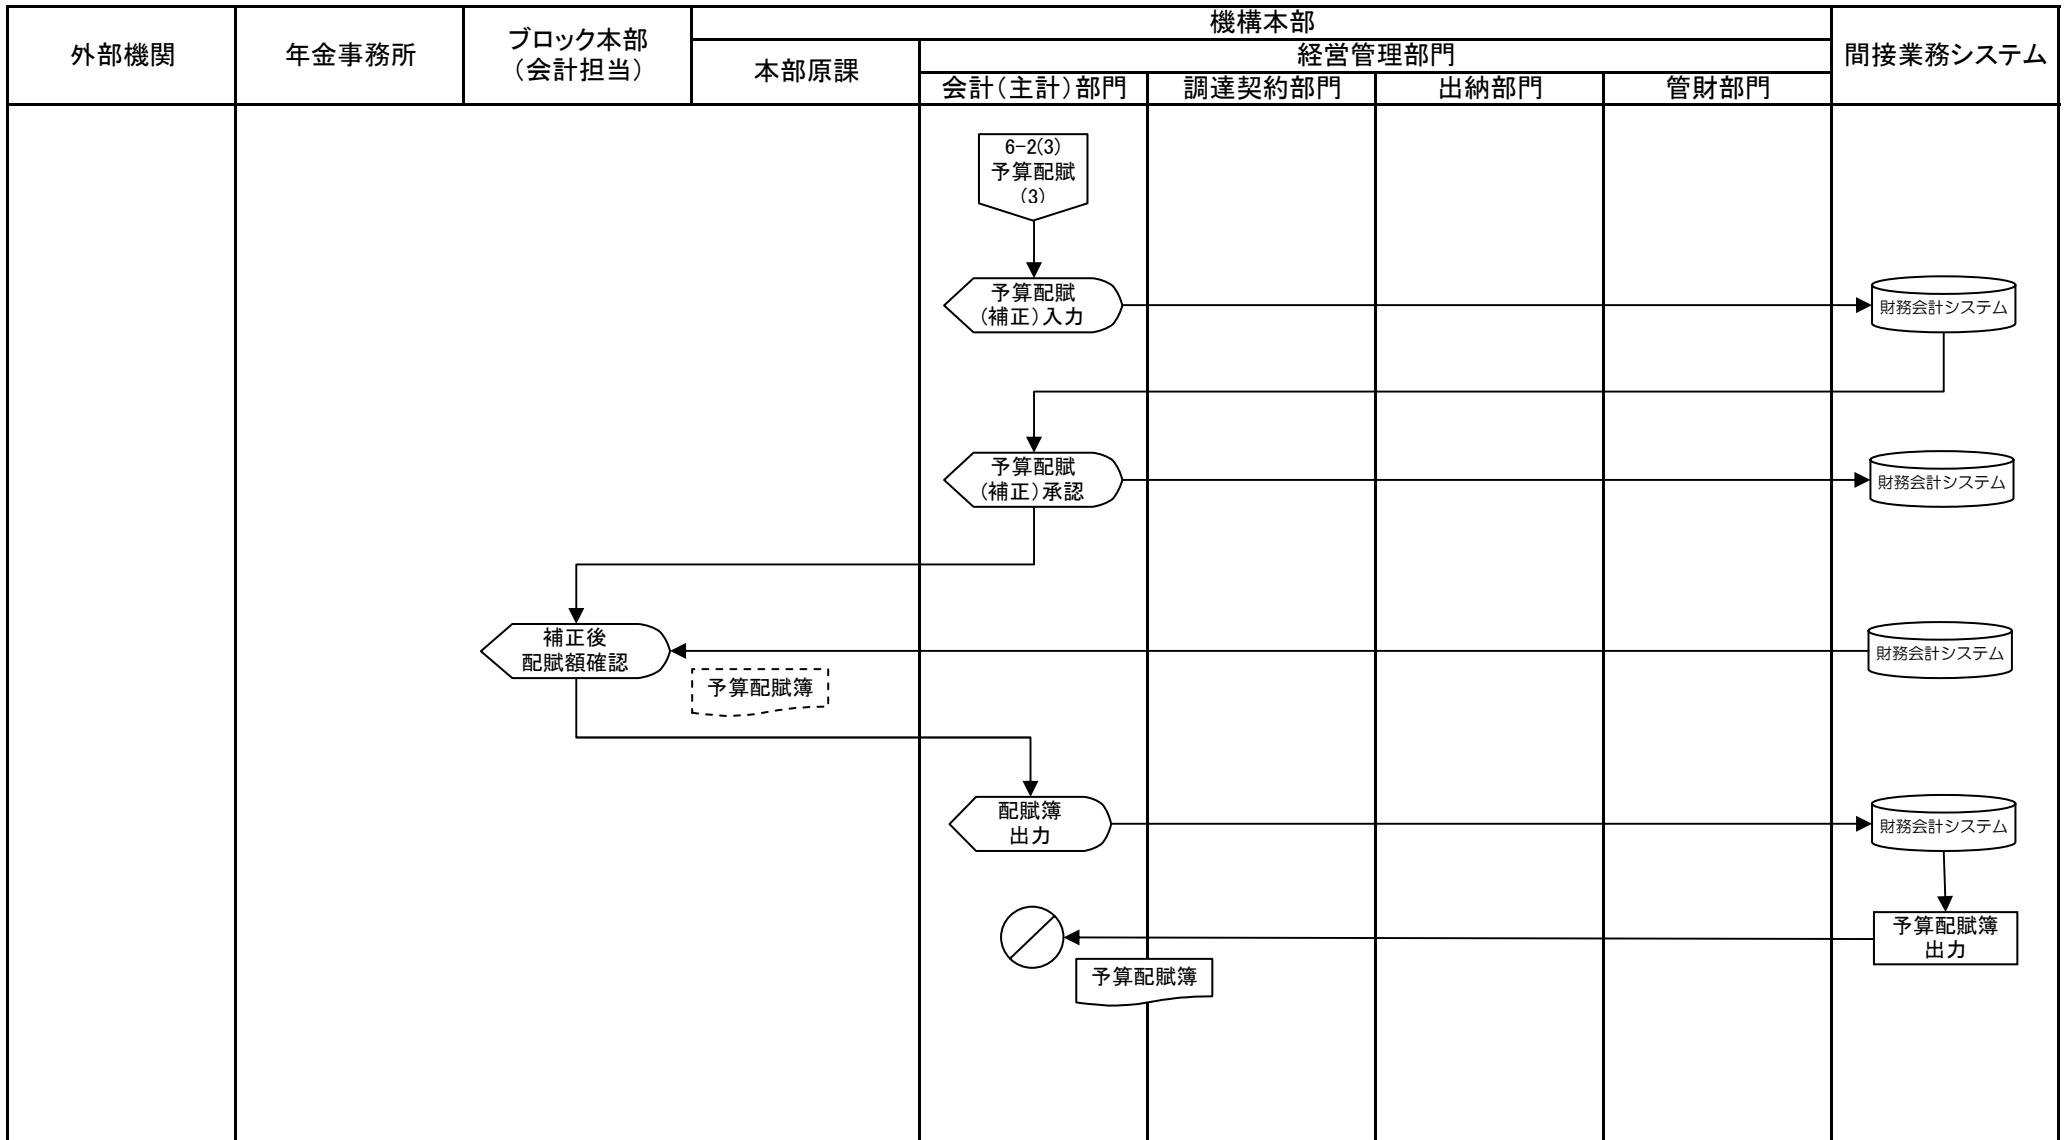 外部機関
年金事務所
ブロック本部
（会計担当）
機構本部
本部原課
経営管理部門
会計（主計）部門
調達契約部門
出納部門
管財部門
間接業務システム
6-2(3)
予算配賦
(3)
予算配賦
（補正）入力
財務会計システム
予算配賦
（補正）承認
財務会計システム
補正後
配賦額確認
財務会計システム
予算配賦簿
配賦簿
出力
財務会計システム
予算配賦簿
出力
予算配賦簿